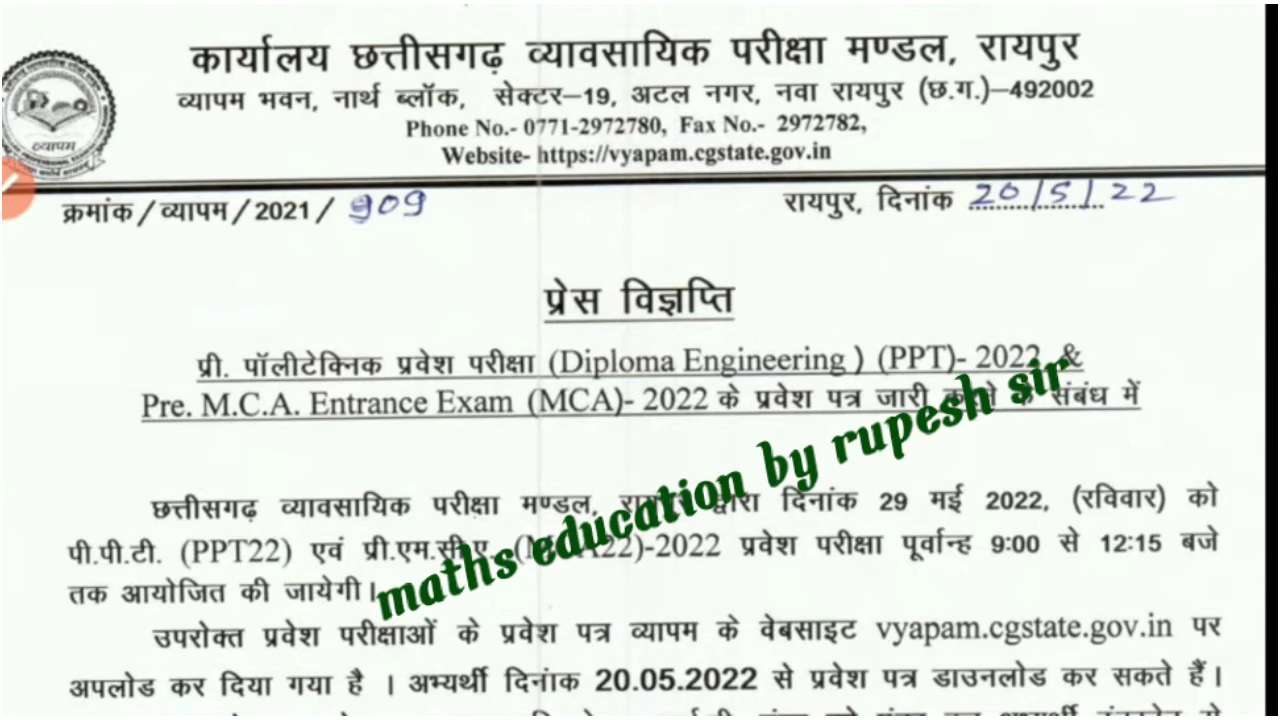 कार्यालय छत्तीसगढ़ व्यावसायिक परीक्षा मण्डल, रायपुर
व्यापम भवन, नार्थ ब्लॉक, सेक्टर–19, अटल नगर, नवा रायपुर (छ.ग.)–492002
Phone No.- 0771-2972780, Fax No.- 2972782,
Website- https://vyapam.cgstate.gov.in
व्यापम
क्रमांक / व्यापम / 2021 / 909
रायपुर, दिनांक 20/5/22
प्रेस विज्ञप्ति
प्री. पॉलीटेक्निक प्रवेश परीक्षा (Diploma Engineering ) (PPT)- 2022 &
Pre. M.C.A. Entrance Exam (MCA)- 2022 के प्रवेश पत्र जारी करने के संबंध में
छत्तीसगढ़ व्यावसायिक परीक्षा मण्डल, द्वारा दिनांक 29 मई 2022, (रविवार) को
पी.पी.टी. (PPT22) एवं प्री.एम.सी.ए. (MCA22)-2022 प्रवेश परीक्षा पूर्वान्ह 9:00 से 12:15 बजे
तक आयोजित की जायेगी।
maths education by rupesh sir
उपरोक्त प्रवेश परीक्षाओं के प्रवेश पत्र व्यापम के वेबसाइट vyapam.cgstate.gov.in पर
अपलोड कर दिया गया है । अभ्यर्थी दिनांक 20.05.2022 से प्रवेश पत्र डाउनलोड कर सकते हैं।